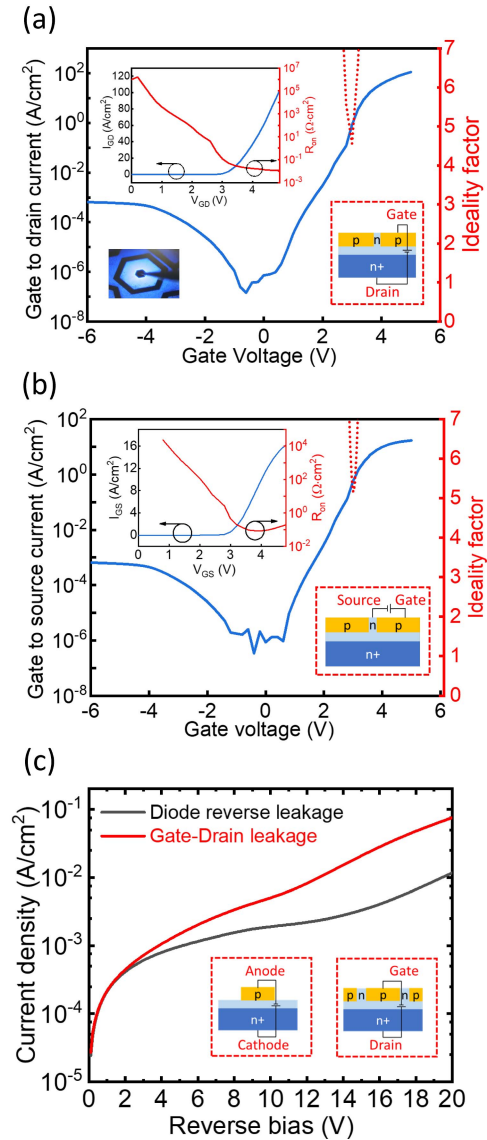 (a)
Gate to drain current (A/cm²)
10²
10⁰
10⁻²
10⁻⁴
10⁻⁶
10⁻⁸
-6 -4 -2 0 2 4 6
Gate Voltage (V)
7
6
5
4
3
2
1
0
Ideality factor
I_GD (A/cm²)
120
100
80
60
40
20
0
0 1 2 3 4
V_GD (V)
10⁷
10⁵
10³
10¹
10⁻¹
10⁻³
R_on (Ω·cm²)
Gate
p n p
n+
Drain
(b)
Gate to source current (A/cm²)
10²
10⁰
10⁻²
10⁻⁴
10⁻⁶
10⁻⁸
-6 -4 -2 0 2 4 6
Gate voltage (V)
7
6
5
4
3
2
1
0
Ideality factor
I_GS (A/cm²)
16
12
8
4
0
0 1 2 3 4
V_GS (V)
10⁴
10²
10⁰
10⁻²
R_on (Ω·cm²)
Source Gate
p n p
n+
(c)
Current density (A/cm²)
10⁻¹
10⁻²
10⁻³
10⁻⁴
10⁻⁵
0 2 4 6 8 10 12 14 16 18 20
Reverse bias (V)
Diode reverse leakage
Gate-Drain leakage
Anode
p
n+
Cathode
Gate
p n p n p
n+
Drain